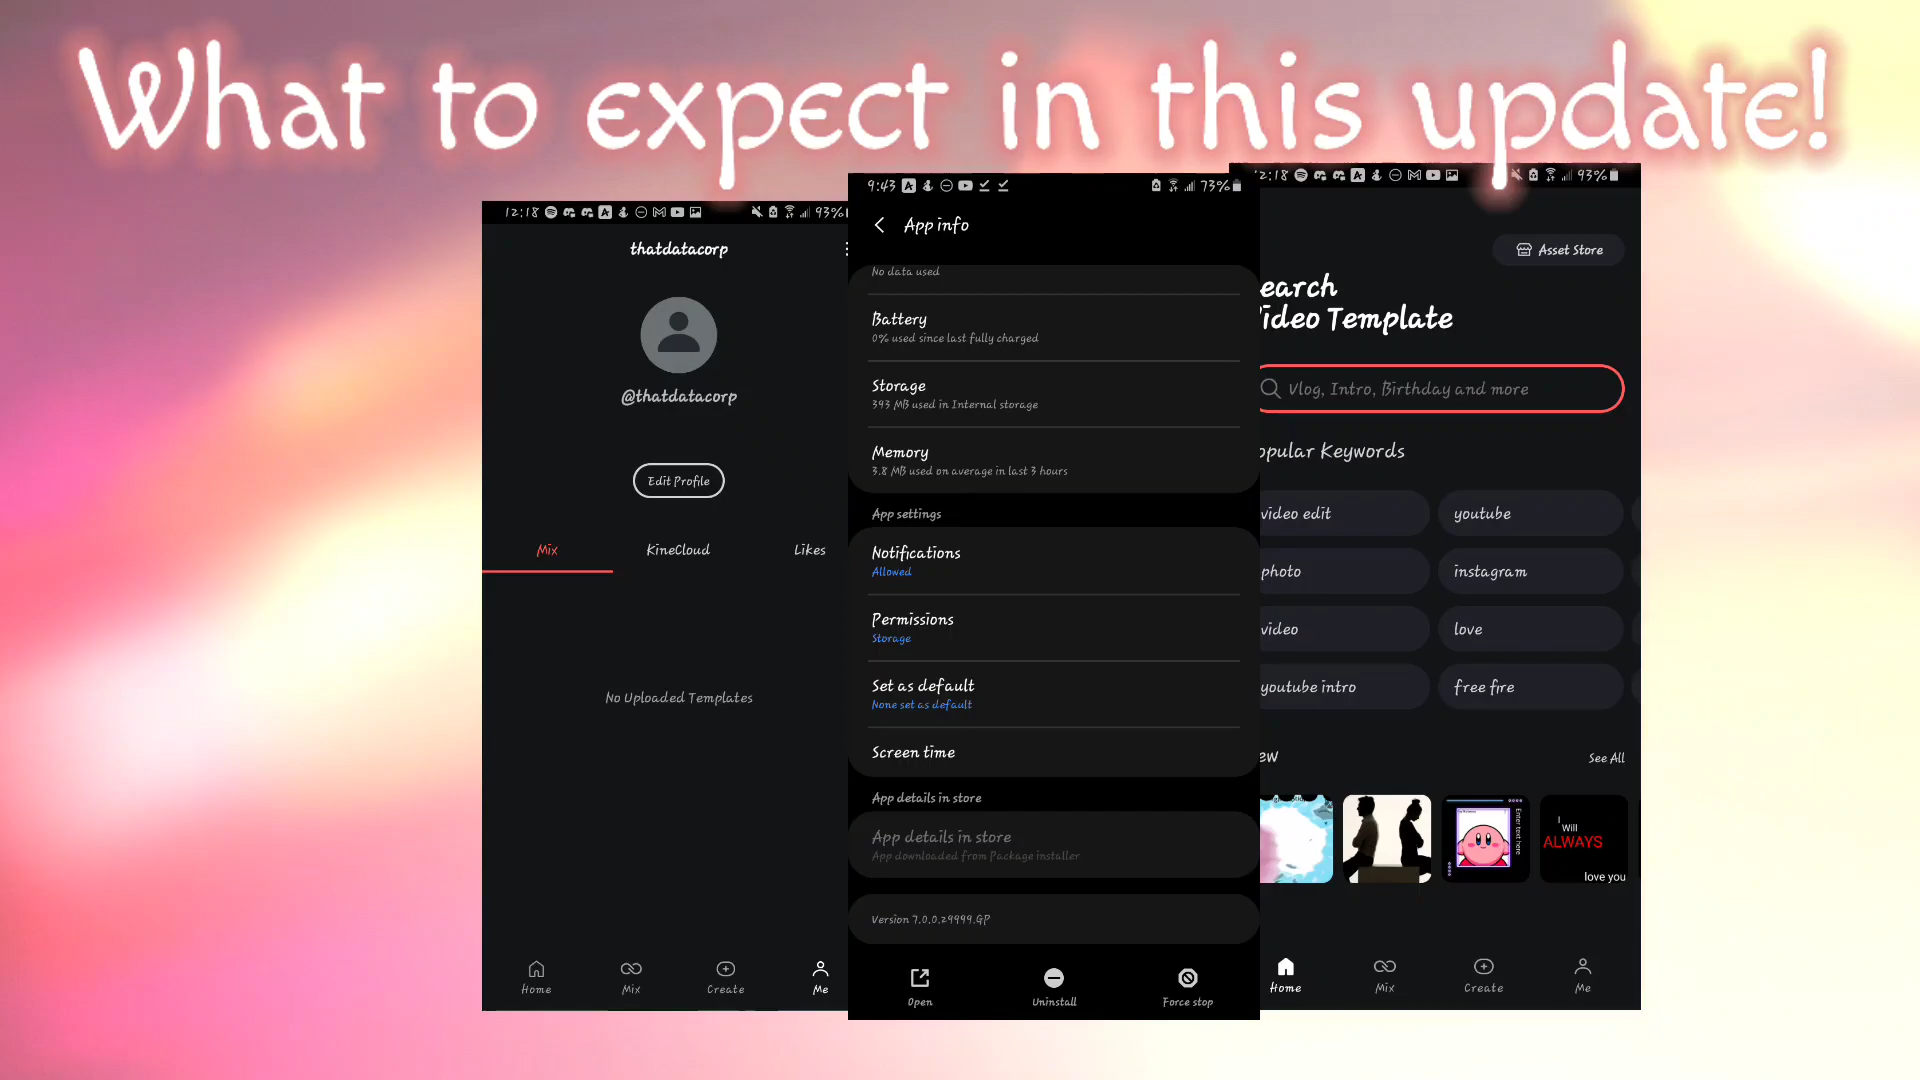 What to expect in this update!
12:18
93%
thatdatacorp
@thatdatacorp
Edit Profile
Mix
KineCloud
Likes
No Uploaded Templates
Home
Mix
Create
Me
9:43
73%
App info
No data used
Battery
0% used since last fully charged
Storage
393 MB used in Internal storage
Memory
3.8 MB used on average in last 3 hours
App settings
Notifications
Allowed
Permissions
Storage
Set as default
None set as default
Screen time
App details in store
App details in store
App downloaded from Package installer
Version 7.0.0.29999.GP
Open
Uninstall
Force stop
12:18
93%
Asset Store
earch
ideo Template
Vlog, Intro, Birthday and more
opular Keywords
video edit
youtube
photo
instagram
video
love
youtube intro
free fire
ew
See All
Enter text here
I
Will
ALWAYS
love you
Home
Mix
Create
Me